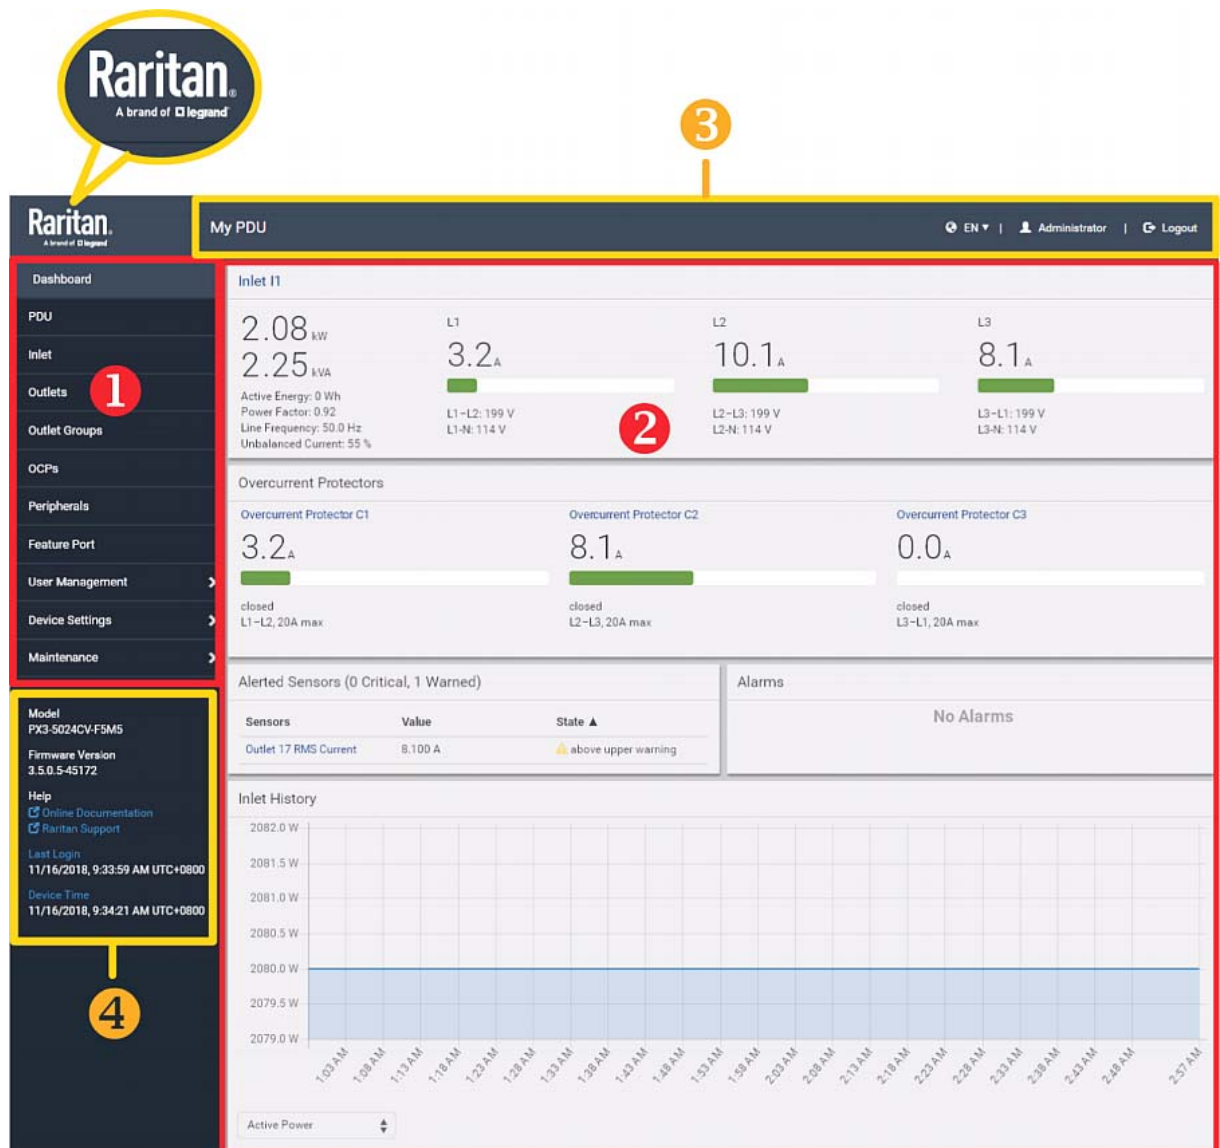 Raritan.
A brand of legrand
3
Raritan.
A brand of legrand
My PDU
EN
|
Administrator
|
Logout
Dashboard
PDU
Inlet
Outlets
1
Outlet Groups
OCPs
Peripherals
Feature Port
User Management
Device Settings
Maintenance
Model
PX3-5024CV-F5M5
Firmware Version
3.5.0.5-45172
Help
Online Documentation
Raritan Support
Last Login
11/16/2018, 9:33:59 AM UTC+0800
Device Time
11/16/2018, 9:34:21 AM UTC+0800
4
Inlet I1
2.08 kW
2.25 kVA
Active Energy: 0 Wh
Power Factor: 0.92
Line Frequency: 50.0 Hz
Unbalanced Current: 55 %
L1
3.2 A
L1-L2: 199 V
L1-N: 114 V
2
L2
10.1 A
L2-L3: 199 V
L2-N: 114 V
L3
8.1 A
L3-L1: 199 V
L3-N: 114 V
Overcurrent Protectors
Overcurrent Protector C1
3.2 A
closed
L1-L2, 20A max
Overcurrent Protector C2
8.1 A
closed
L2-L3, 20A max
Overcurrent Protector C3
0.0 A
closed
L3-L1, 20A max
Alerted Sensors (0 Critical, 1 Warned)
Sensors Value State ▲
Outlet 17 RMS Current 8.100 A above upper warning
Alarms
No Alarms
Inlet History
2082.0 W
2081.5 W
2081.0 W
2080.5 W
2080.0 W
2079.5 W
2079.0 W
1:03 AM
1:08 AM
1:13 AM
1:18 AM
1:23 AM
1:28 AM
1:33 AM
1:38 AM
1:43 AM
1:48 AM
1:53 AM
1:58 AM
2:03 AM
2:08 AM
2:13 AM
2:18 AM
2:23 AM
2:28 AM
2:33 AM
2:38 AM
2:43 AM
2:48 AM
2:57 AM
Active Power